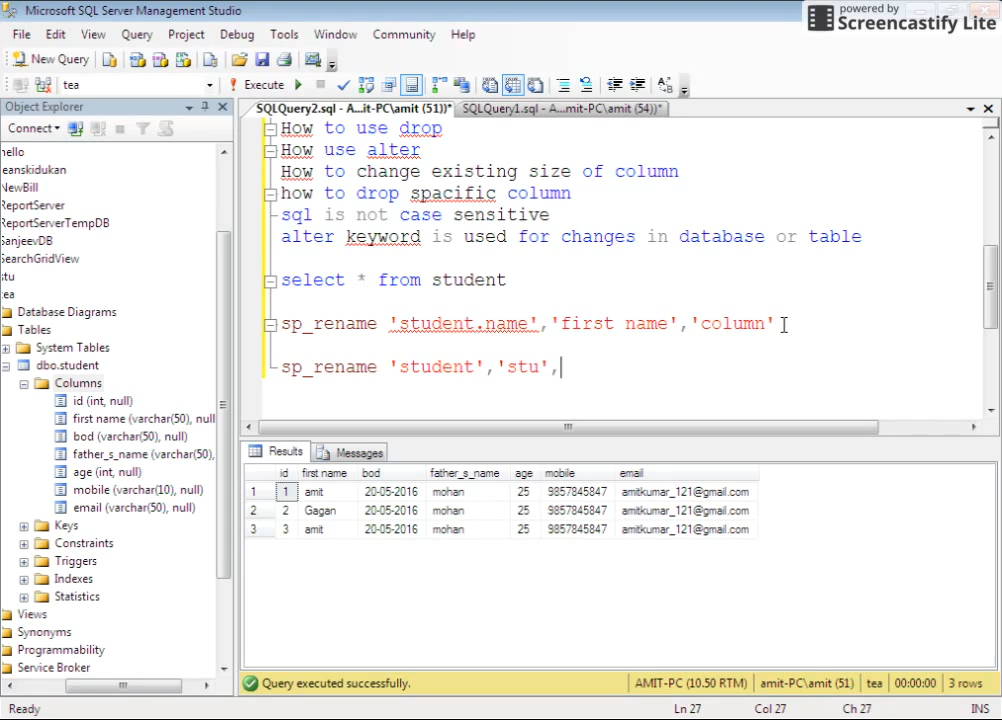 Microsoft SQL Server Management Studio
powered by
Screencastify Lite
File Edit View Query Project Debug Tools Window Community Help
New Query
tea Execute
Object Explorer
SQLQuery2.sql - A...it-PC\amit (51))* SQLQuery1.sql - A...mit-PC\amit (54))*
Connect
hello
eanskidukan
NewBill
ReportServer
ReportServerTempDB
SanjeevDB
SearchGridView
stu
tea
Database Diagrams
Tables
System Tables
dbo.student
Columns
id (int, null)
first name (varchar(50), null
bod (varchar(50), null)
father_s_name (varchar(50),
age (int, null)
mobile (varchar(10), null)
email (varchar(50), null)
Keys
Constraints
Triggers
Indexes
Statistics
Views
Synonyms
Programmability
Service Broker
How to use drop
How use alter
How to change existing size of column
how to drop spacific column
sql is not case sensitive
alter keyword is used for changes in database or table
select * from student
sp_rename 'student.name','first name','column'
sp_rename 'student','stu',
Results Messages
id first name bod father_s_name age mobile email
1 1 amit 20-05-2016 mohan 25 9857845847 amitkumar_121@gmail.com
2 2 Gagan 20-05-2016 mohan 25 9857845847 amitkumar_121@gmail.com
3 3 amit 20-05-2016 mohan 25 9857845847 amitkumar_121@gmail.com
Query executed successfully. AMIT-PC (10.50 RTM) amit-PC\amit (51) tea 00:00:00 3 rows
Ready Ln 27 Col 27 Ch 27 INS